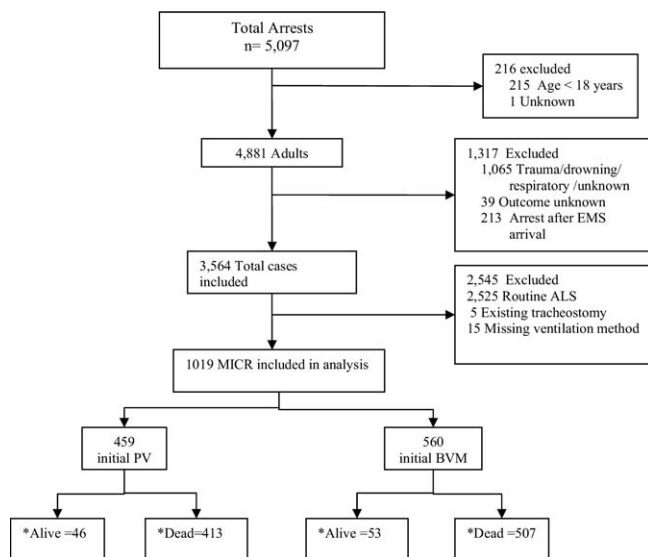 Total Arrests
n= 5,097
216 excluded
215 Age < 18 years
1 Unknown
4,881 Adults
1,317 Excluded
1,065 Trauma/drowning/
respiratory /unknown
39 Outcome unknown
213 Arrest after EMS
arrival
3,564 Total cases
included
2,545 Excluded
2,525 Routine ALS
5 Existing tracheostomy
15 Missing ventilation method
1019 MICR included in analysis
459
initial PV
560
initial BVM
*Alive =46
*Dead=413
*Alive =53
*Dead =507